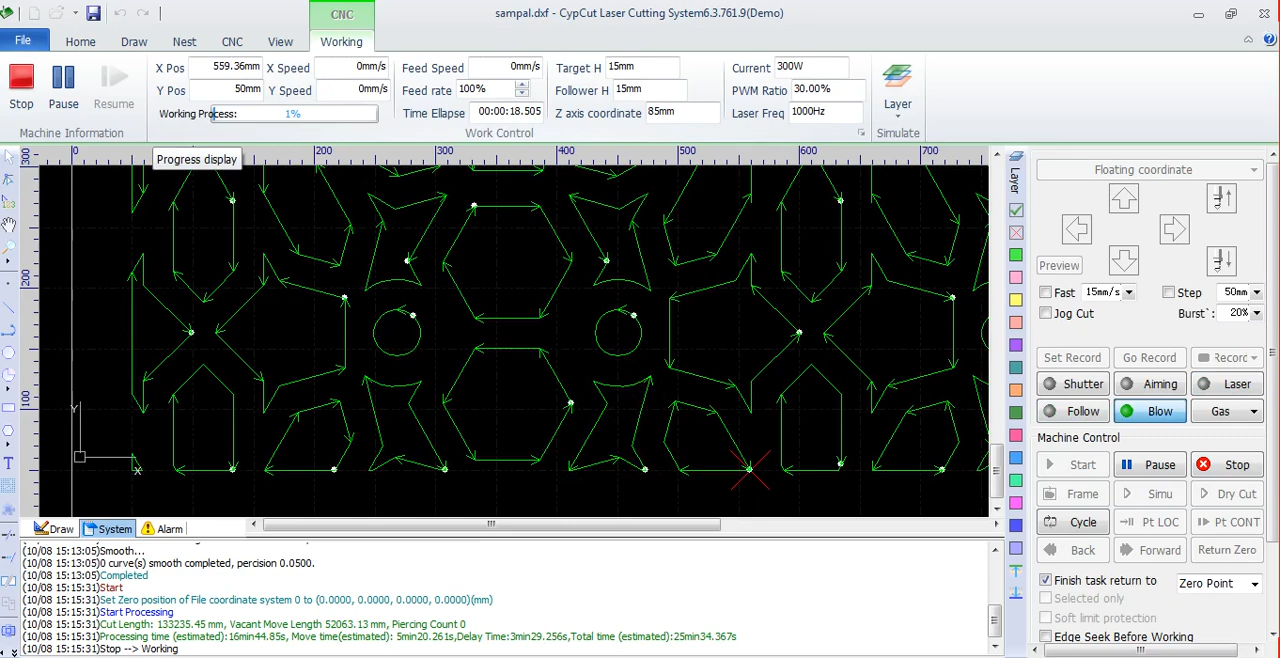 CNC
sampal.dxf - CypCut Laser Cutting System6.3.761.9(Demo)
File Home Draw Nest CNC View Working
X Pos 559.36mm X Speed 0mm/s Feed Speed 0mm/s Target H 15mm Current 300W
Y Pos 50mm Y Speed 0mm/s Feed rate 100% Follower H 15mm PWM Ratio 30.00%
Stop Pause Resume Working Process: 1% Time Ellapse 00:00:18.505 Z axis coordinate 85mm Laser Freq 1000Hz Layer
Machine Information Work Control Simulate
Progress display
0 200 300 400 500 600 700
300
200
100
Y
X
Layer
Floating coordinate
Preview
Fast 15mm/s Step 50mm
Jog Cut Burst`: 20%
Set Record Go Record Record
Shutter Aiming Laser
Follow Blow Gas
Machine Control
Start Pause Stop
Frame Simu Dry Cut
Cycle Pt LOC Pt CONT
Back Forward Return Zero
Finish task return to Zero Point
Selected only
Soft limit protection
Edge Seek Before Working
Draw System Alarm
(10/08 15:13:05)Smooth...
0 curve(s) smooth completed, percision 0.0500.
(10/08 15:13:05)Completed
(10/08 15:15:31)Start
(10/08 15:15:31)Set Zero position of File coordinate system 0 to (0.0000, 0.0000, 0.0000, 0.0000)(mm)
(10/08 15:15:31)Start Processing
(10/08 15:15:31)Cut Length: 133235.45 mm, Vacant Move Length 52063.13 mm, Piercing Count 0
(10/08 15:15:31)Processing time (estimated):16min44.85s, Move time(estimated): 5min20.261s,Delay Time:3min29.256s,Total time (estimated):25min34.367s
(10/08 15:15:31)Stop --> Working